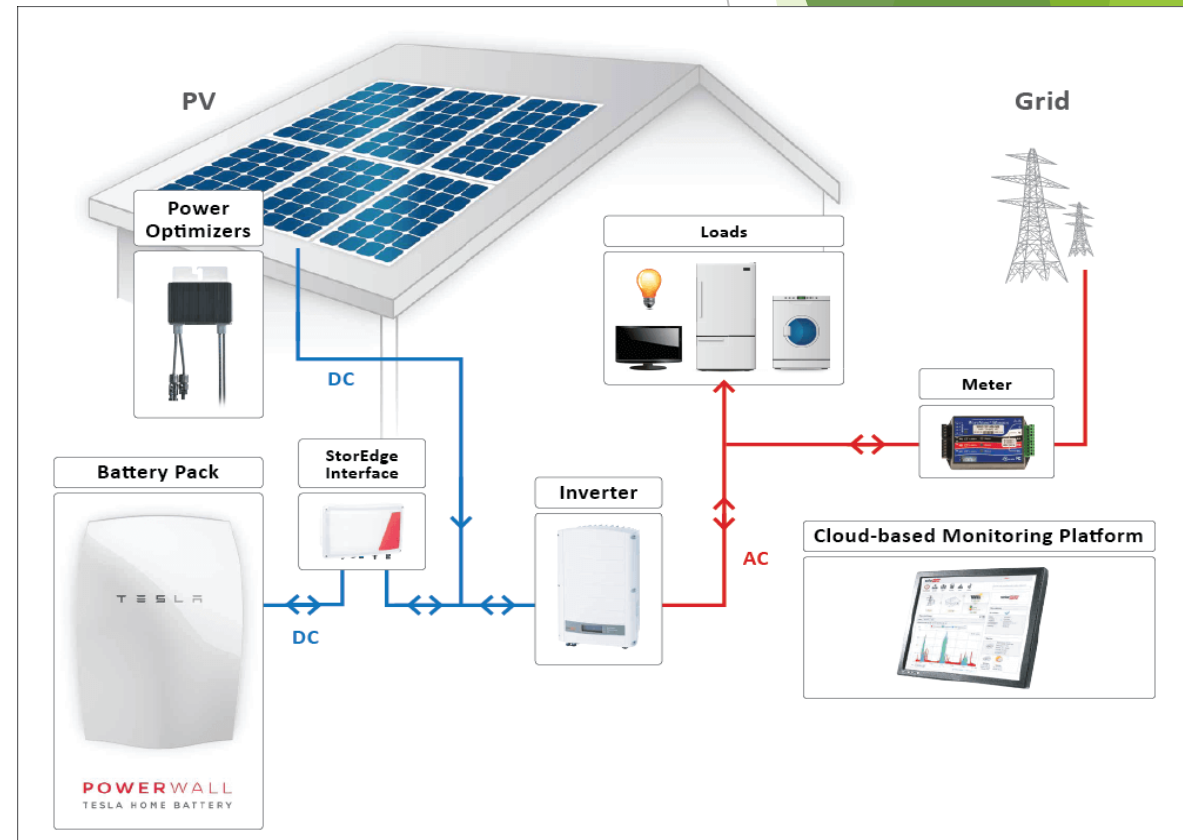 PV
Grid
Power
Optimizers
Loads
DC
Meter
StorEdge
Interface
Battery Pack
Inverter
Cloud-based Monitoring Platform
AC
TESLA
DC
POWERWALL
TESLA HOME BATTERY